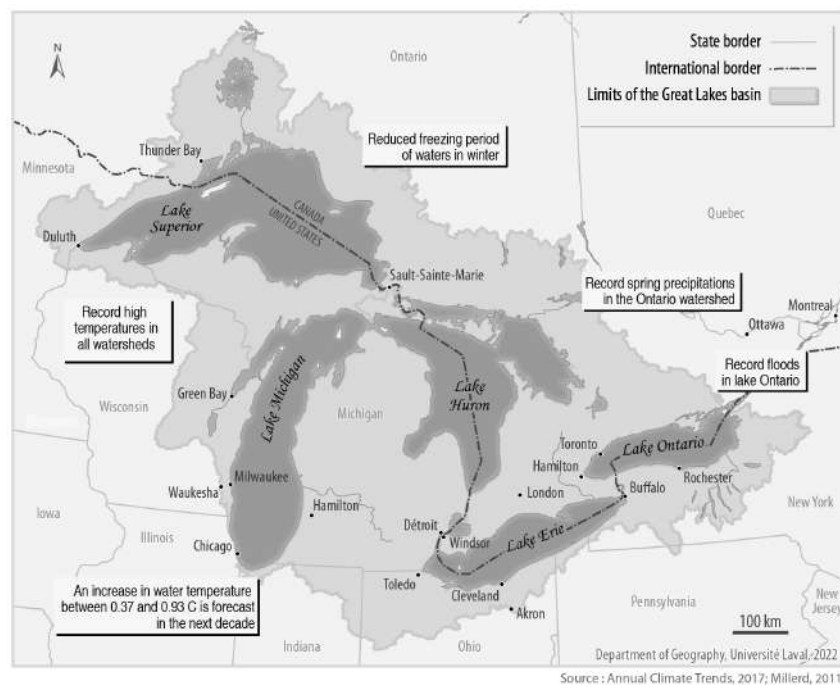 N
Ontario
State border
International border
Limits of the Great Lakes basin
Thunder Bay
Minnesota
Reduced freezing period
of waters in winter
Lake
Superior
CANADA
UNITED STATES
Quebec
Duluth
Sault-Sainte-Marie
Record spring precipitations
in the Ontario watershed
Montreal
Ottawa
Record high
temperatures in
all watersheds
Record floods
in lake Ontario
Green Bay
Lake Michigan
Lake
Huron
Wisconsin
Michigan
Toronto
Lake Ontario
Hamilton
Rochester
Waukesha
Milwaukee
London
Buffalo
Iowa
Hamilton
New York
Illinois
Détroit
Windsor
Lake Erie
Chicago
Toledo
Cleveland
An increase in water temperature
between 0.37 and 0.93 C is forecast
in the next decade
Akron
Pennsylvania
New
Jersey
100 km
Indiana
Ohio
Department of Geography, Université Laval, 2022
Source : Annual Climate Trends, 2017; Millerd, 2011